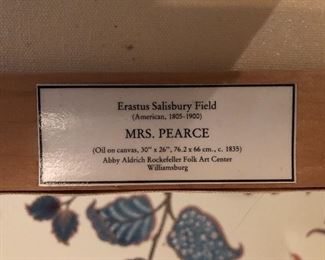 Erastus Salisbury Field
(American, 1805-1900)
MRS. PEARCE
(Oil on canvas, 30" x 26", 76.2 x 66 cm., c. 1835)
Abby Aldrich Rockefeller Folk Art Center
Williamsburg